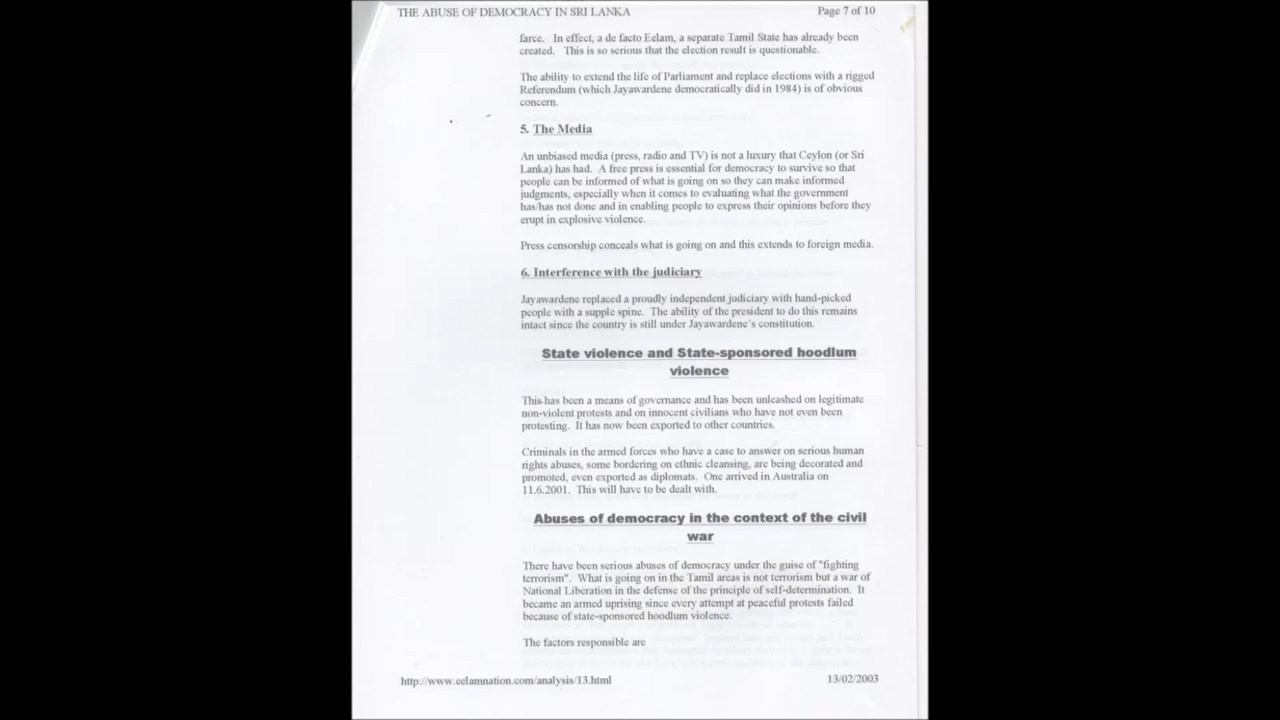 THE ABUSE OF DEMOCRACY IN SRI LANKA Page 7 of 10
farce. In effect, a de facto Eelam, a separate Tamil State has already been
created. This is so serious that the election result is questionable.
The ability to extend the life of Parliament and replace elections with a rigged
Referendum (which Jayawardene democratically did in 1984) is of obvious
concern.
5. The Media
An unbiased media (press, radio and TV) is not a luxury that Ceylon (or Sri
Lanka) has had. A free press is essential for democracy to survive so that
people can be informed of what is going on so they can make informed
judgments, especially when it comes to evaluating what the government
has/has not done and in enabling people to express their opinions before they
erupt in explosive violence.
Press censorship conceals what is going on and this extends to foreign media.
6. Interference with the judiciary
Jayawardene replaced a proudly independent judiciary with hand-picked
people with a supple spine. The ability of the president to do this remains
intact since the country is still under Jayawardene's constitution.
State violence and State-sponsored hoodlum
violence
This has been a means of governance and has been unleashed on legitimate
non-violent protests and on innocent civilians who have not even been
protesting. It has now been exported to other countries.
Criminals in the armed forces who have a case to answer on serious human
rights abuses, some bordering on ethnic cleansing, are being decorated and
promoted, even exported as diplomats. One arrived in Australia on
11.6.2001. This will have to be dealt with.
Abuses of democracy in the context of the civil
war
There have been serious abuses of democracy under the guise of "fighting
terrorism". What is going on in the Tamil areas is not terrorism but a war of
National Liberation in the defense of the principle of self-determination. It
became an armed uprising since every attempt at peaceful protests failed
because of state-sponsored hoodlum violence.
The factors responsible are
http://www.eelamnation.com/analysis/13.html 13/02/2003